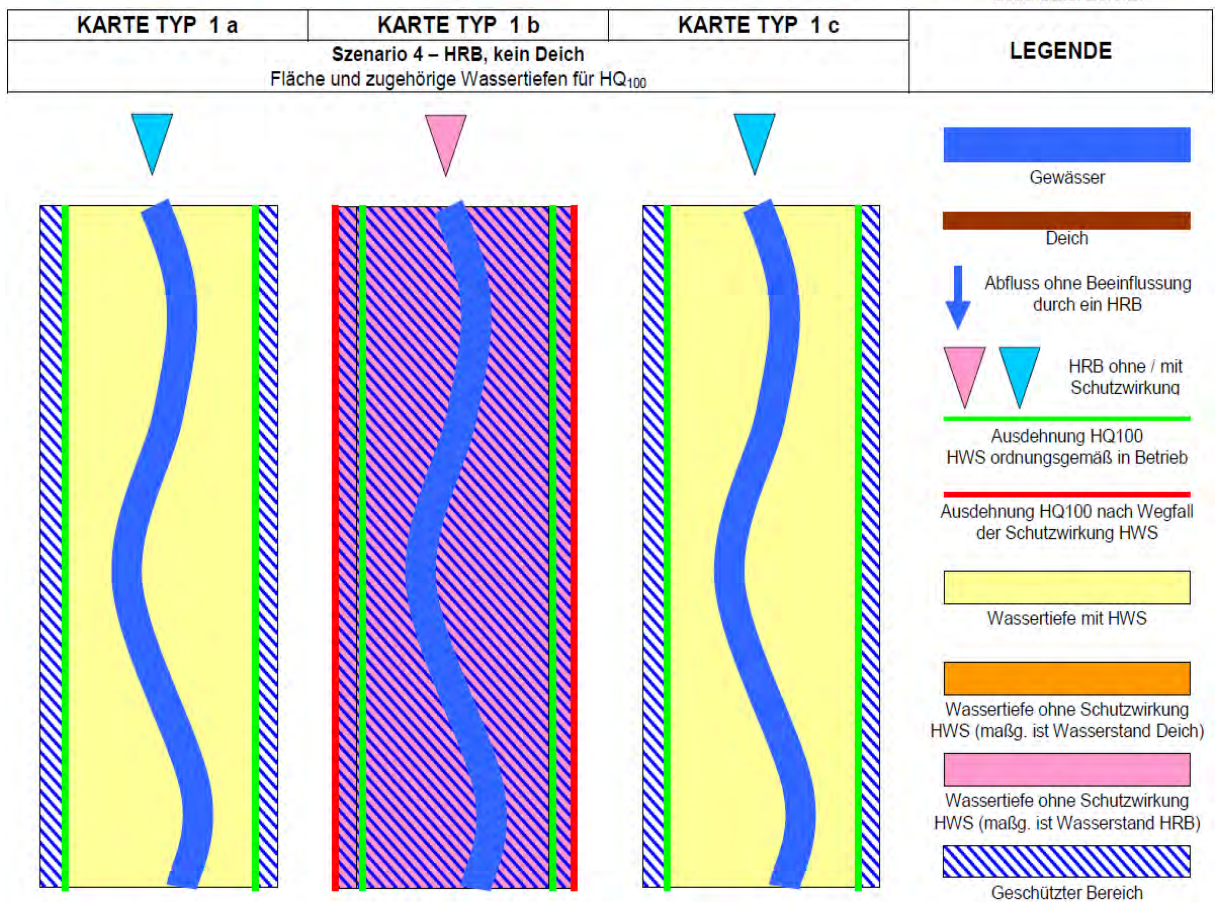 KARTE TYP 1 a
KARTE TYP 1 b
KARTE TYP 1 c
Szenario 4 – HRB, kein Deich
Fläche und zugehörige Wassertiefen für HQ100
LEGENDE
Gewässer
Deich
Abfluss ohne Beeinflussung
durch ein HRB
HRB ohne / mit
Schutzwirkung
Ausdehnung HQ100
HWS ordnungsgemäß in Betrieb
Ausdehnung HQ100 nach Wegfall
der Schutzwirkung HWS
Wassertiefe mit HWS
Wassertiefe ohne Schutzwirkung
HWS (maßg. ist Wasserstand Deich)
Wassertiefe ohne Schutzwirkung
HWS (maßg. ist Wasserstand HRB)
Geschützter Bereich